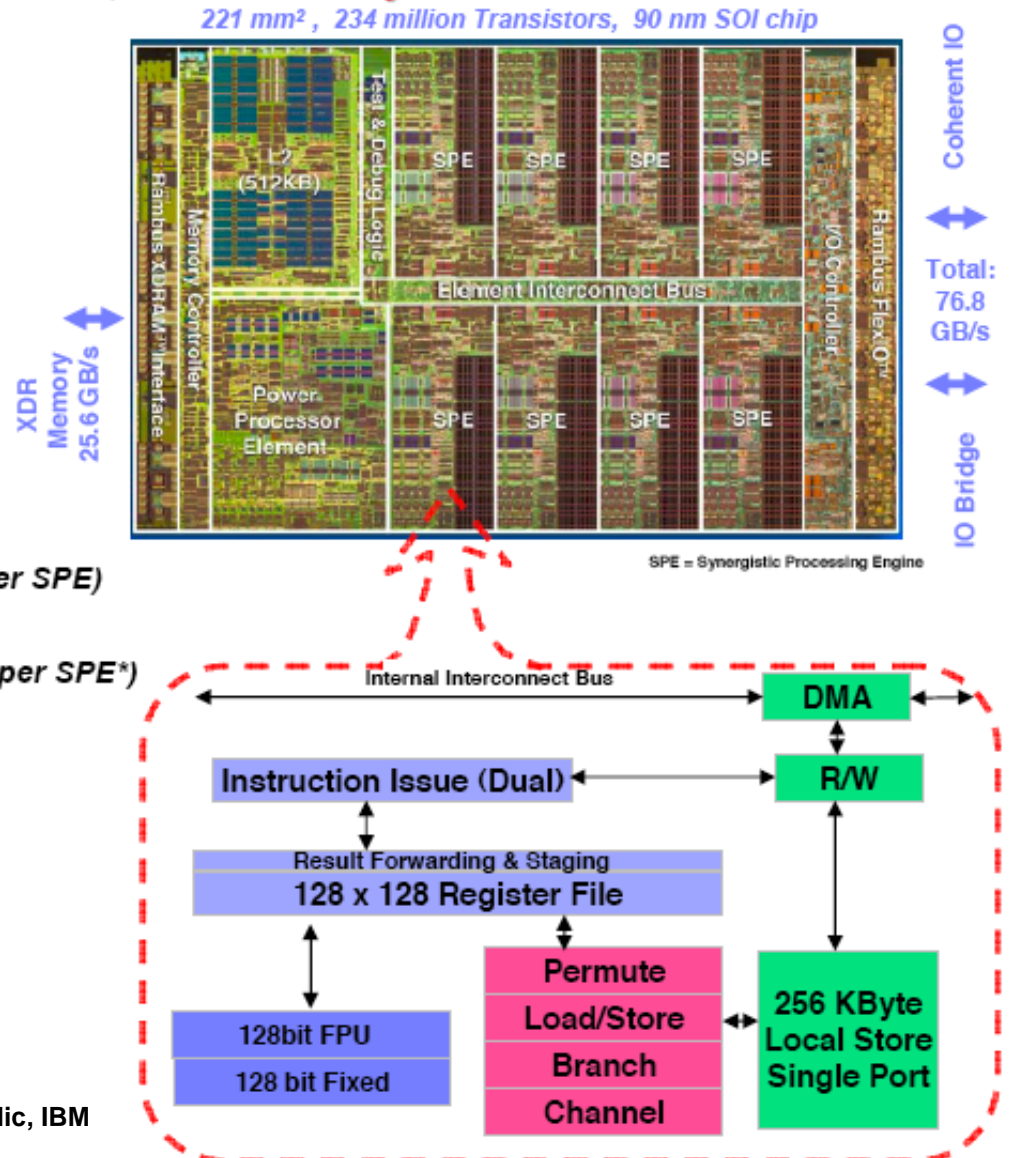 221 mm² , 234 million Transistors, 90 nm SOI chip
Rambus XDRAM™ Interface
Memory Controller
L2
(512KB)
Test & Debug Logic
SPE
SPE
SPE
SPE
Element Interconnect Bus
Power
Processor
Element
SPE
SPE
SPE
SPE
I/O Controller
Rambus FlexIO™
XDR
Memory
25.6 GB/s
Coherent IO
Total:
76.8
GB/s
IO Bridge
SPE = Synergistic Processing Engine
er SPE)
per SPE*)
Internal Interconnect Bus
DMA
Instruction Issue (Dual)
R/W
Result Forwarding & Staging
128 x 128 Register File
Permute
Load/Store
Branch
Channel
256 KByte
Local Store
Single Port
128bit FPU
128 bit Fixed
lic, IBM